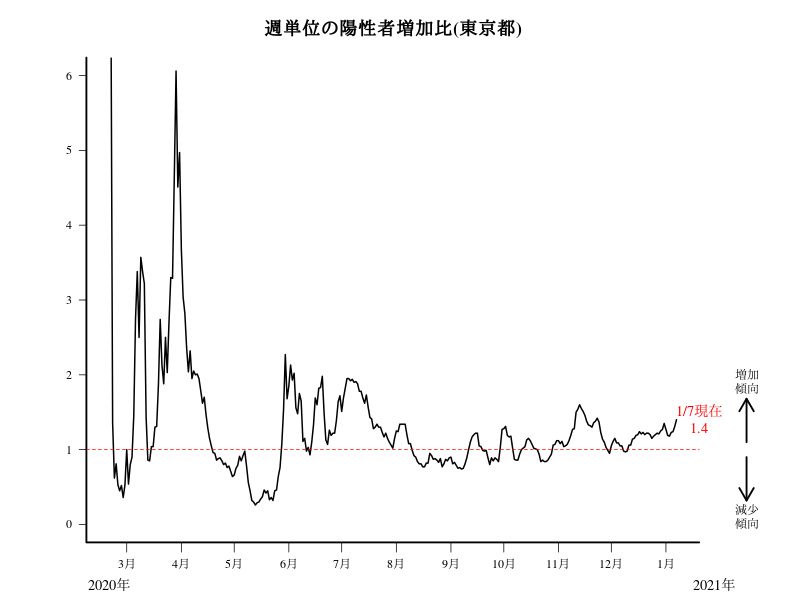 週単位の陽性者増加比(東京都)
6
5
4
3
2
1
0
増加
傾向
1/7現在
1.4
減少
傾向
3月
4月
5月
6月
7月
8月
9月
10月
11月
12月
1月
2020年
2021年